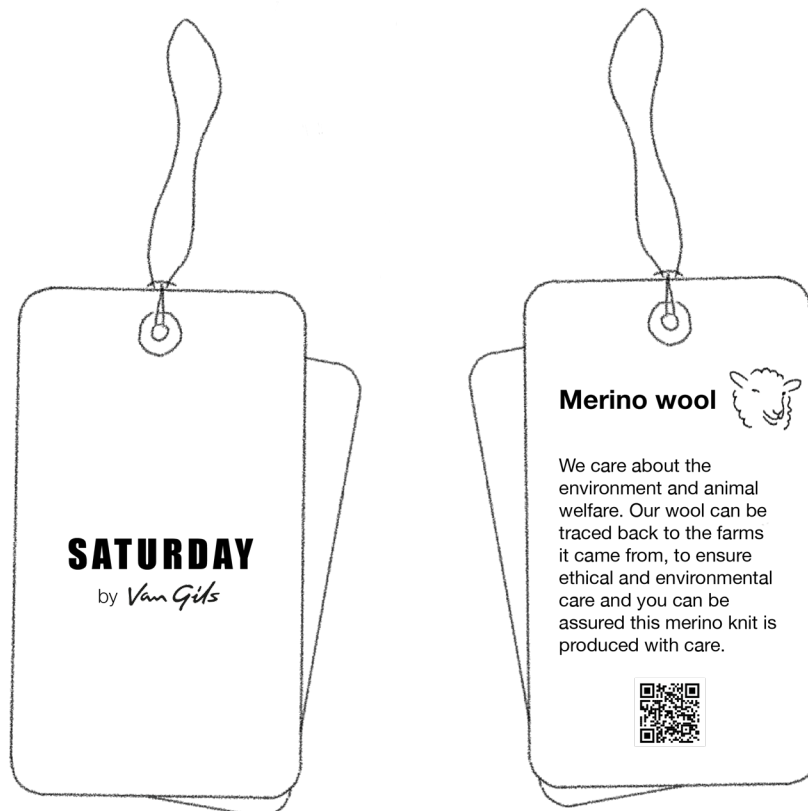 SATURDAY
by Van Gils
Merino wool
We care about the
environment and animal
welfare. Our wool can be
traced back to the farms
it came from, to ensure
ethical and environmental
care and you can be
assured this merino knit is
produced with care.